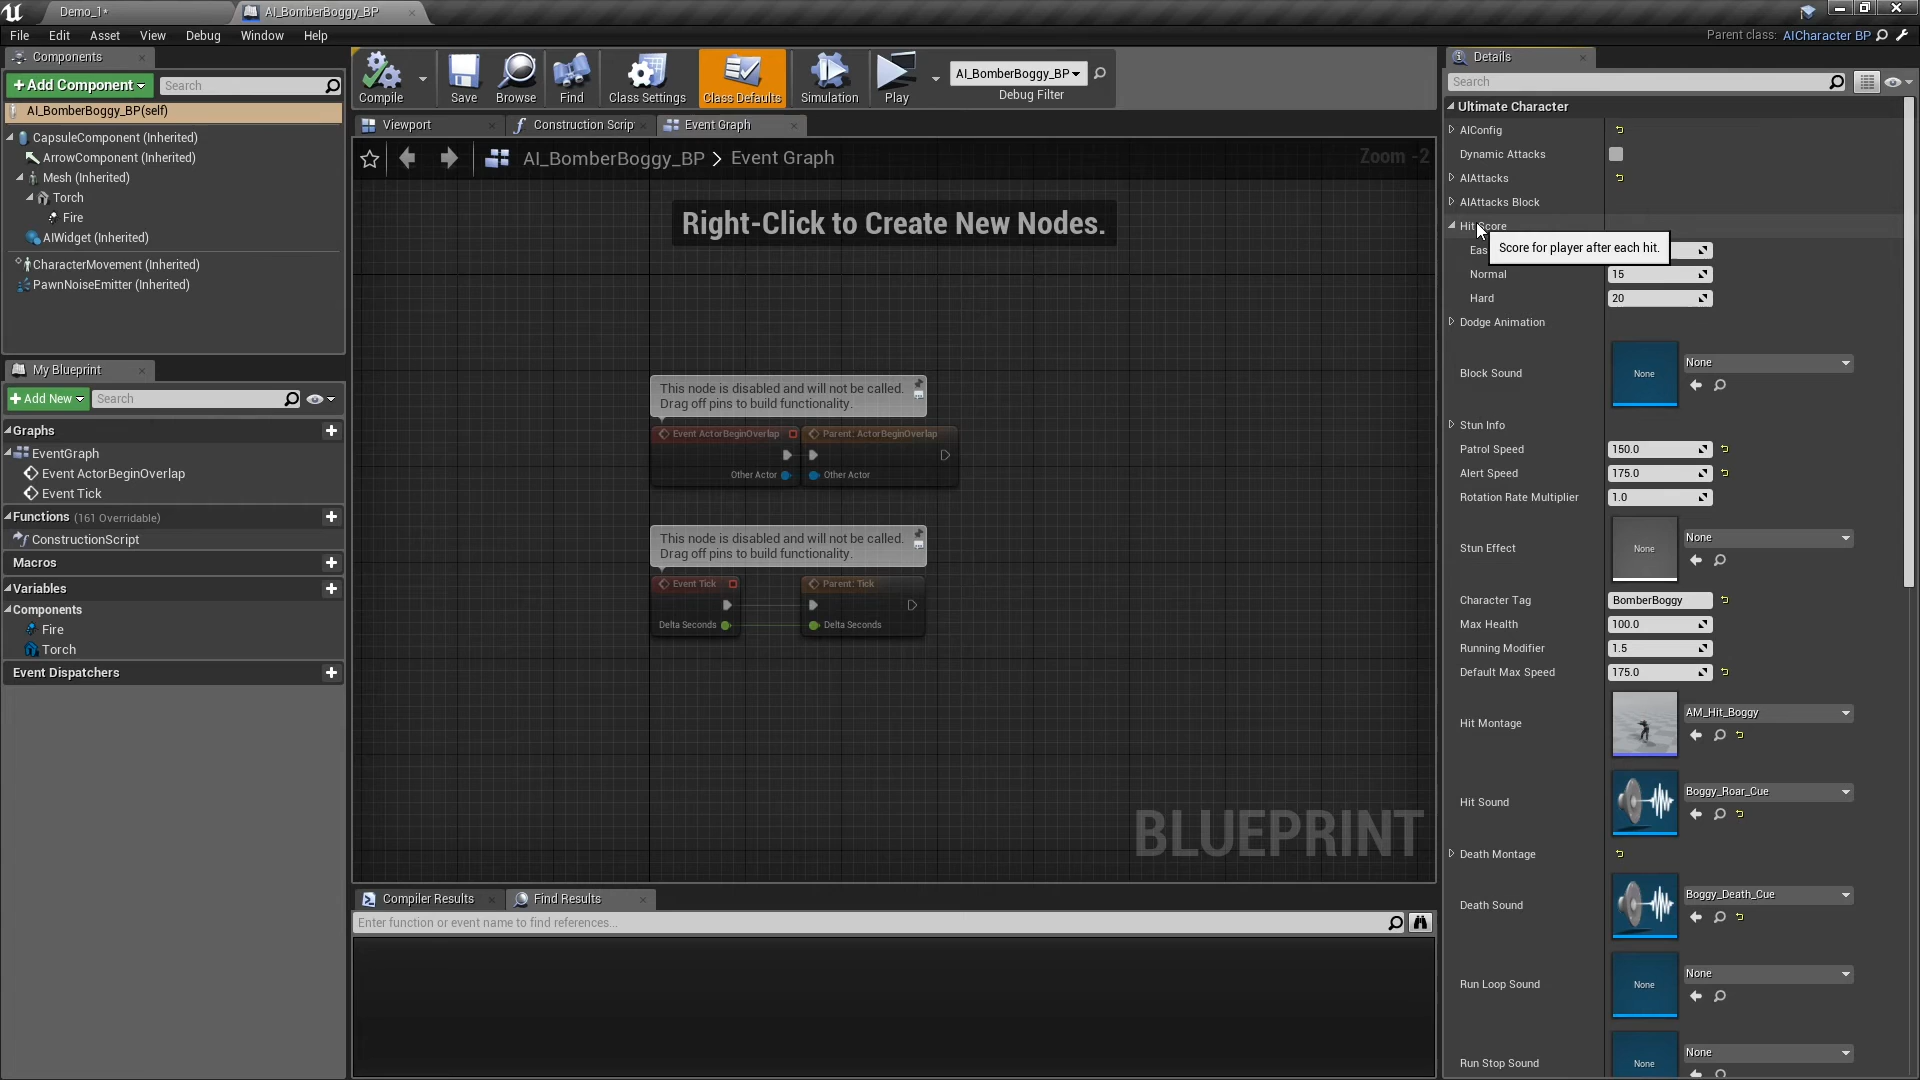 Demo_1*
AI_BomberBoggy_BP
File Edit Asset View Debug Window Help
Parent class: AICharacter BP
Components
+Add Component
Search
AI_BomberBoggy_BP(self)
CapsuleComponent (Inherited)
ArrowComponent (Inherited)
Mesh (Inherited)
Torch
Fire
AIWidget (Inherited)
CharacterMovement (Inherited)
PawnNoiseEmitter (Inherited)
My Blueprint
+Add New
Search
Graphs
EventGraph
Event ActorBeginOverlap
Event Tick
Functions (161 Overridable)
ConstructionScript
Macros
Variables
Components
Fire
Torch
Event Dispatchers
Compile
Save
Browse
Find
Class Settings
Class Defaults
Simulation
Play
AI_BomberBoggy_BP
Debug Filter
Viewport
Construction Scrip
Event Graph
AI_BomberBoggy_BP > Event Graph
Zoom -2
Right-Click to Create New Nodes.
This node is disabled and will not be called.
Drag off pins to build functionality.
Event ActorBeginOverlap
Other Actor
Parent: ActorBeginOverlap
Other Actor
This node is disabled and will not be called.
Drag off pins to build functionality.
Event Tick
Delta Seconds
Parent: Tick
Delta Seconds
BLUEPRINT
Compiler Results
Find Results
Enter function or event name to find references...
Details
Search
Ultimate Character
AIConfig
Dynamic Attacks
AIAttacks
AIAttacks Block
Score for player after each hit.
Normal 15
Hard 20
Dodge Animation
Block Sound None None
Stun Info
Patrol Speed 150.0
Alert Speed 175.0
Rotation Rate Multiplier 1.0
Stun Effect None None
Character Tag BomberBoggy
Max Health 100.0
Running Modifier 1.5
Default Max Speed 175.0
Hit Montage AM_Hit_Boggy
Hit Sound Boggy_Roar_Cue
Death Montage
Death Sound Boggy_Death_Cue
Run Loop Sound None None
Run Stop Sound None None